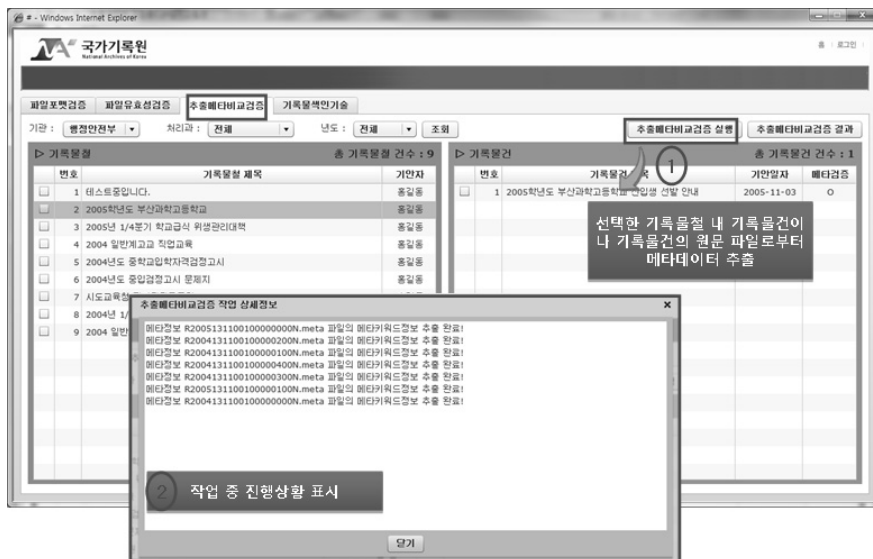 # - Windows Internet Explorer
국가기록원
National Archives of Korea
홈 | 로그인 |
파일포맷검증 파일유효성검증 추출메타비교검증 기록물색인기술
기관 : 행정안전부 처리과 : 전체 년도 : 전체 조회 추출메타비교검증 실행 추출메타비교검증 결과
▷ 기록물철 총 기록물철 건수 : 9
번호 기록물철 제목 기안자
1 테스트중입니다. 홍길동
2 2005학년도 부산과학고등학교 홍길동
3 2005년 1/4분기 학교급식 위생관리대책 홍길동
4 2004 일반계고교 직업교육 홍길동
5 2004년도 중학교입학자격검정고시 홍길동
6 2004년도 중입검정고시 문제지 홍길동
7 시도교육청
8 2004년 1/
9 2004 일반
▷ 기록물건 총 기록물건 건수 : 1
번호 기록물건 목 기안일자 메타검증
1 2005학년도 부산과학고등학교 신입생 선발 안내 2005-11-03 O
1
선택한 기록물철 내 기록물건이
나 기록물건의 원문 파일로부터
메타데이터 추출
추출메타비교검증 작업 상세정보 x
메타정보 R2005131100100000000N.meta 파일의 메타키워드정보 추출 완료!
메타정보 R2004131100100000200N.meta 파일의 메타키워드정보 추출 완료!
메타정보 R2004131100100000100N.meta 파일의 메타키워드정보 추출 완료!
메타정보 R2004131100100000400N.meta 파일의 메타키워드정보 추출 완료!
메타정보 R2004131100100000300N.meta 파일의 메타키워드정보 추출 완료!
메타정보 R2005131100100000100N.meta 파일의 메타키워드정보 추출 완료!
메타정보 R2004131100100000000N.meta 파일의 메타키워드정보 추출 완료!
2 작업 중 진행상황 표시
닫기